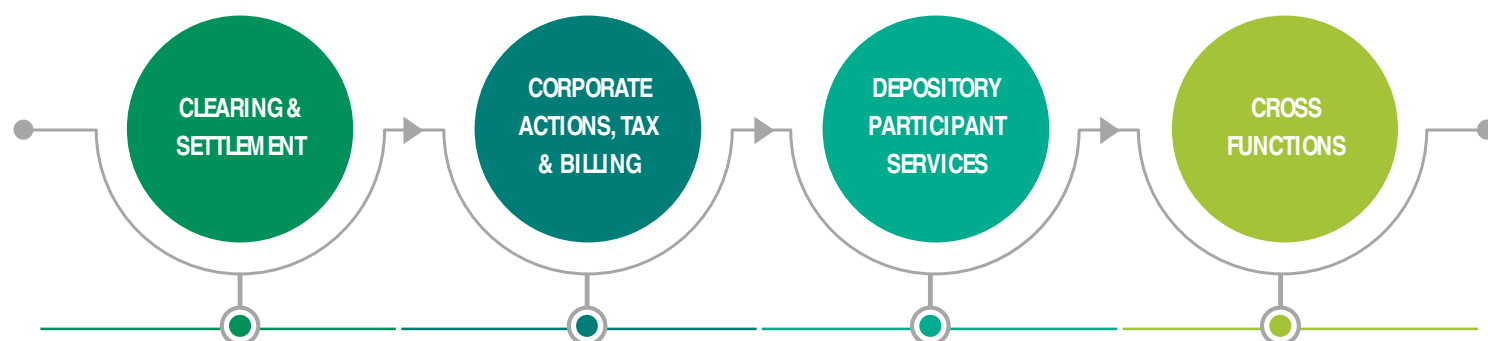 CLEARING &
SETTLEMENT
CORPORATE
ACTIONS, TAX
& BILLING
DEPOSITORY
PARTICIPANT
SERVICES
CROSS
FUNCTIONS